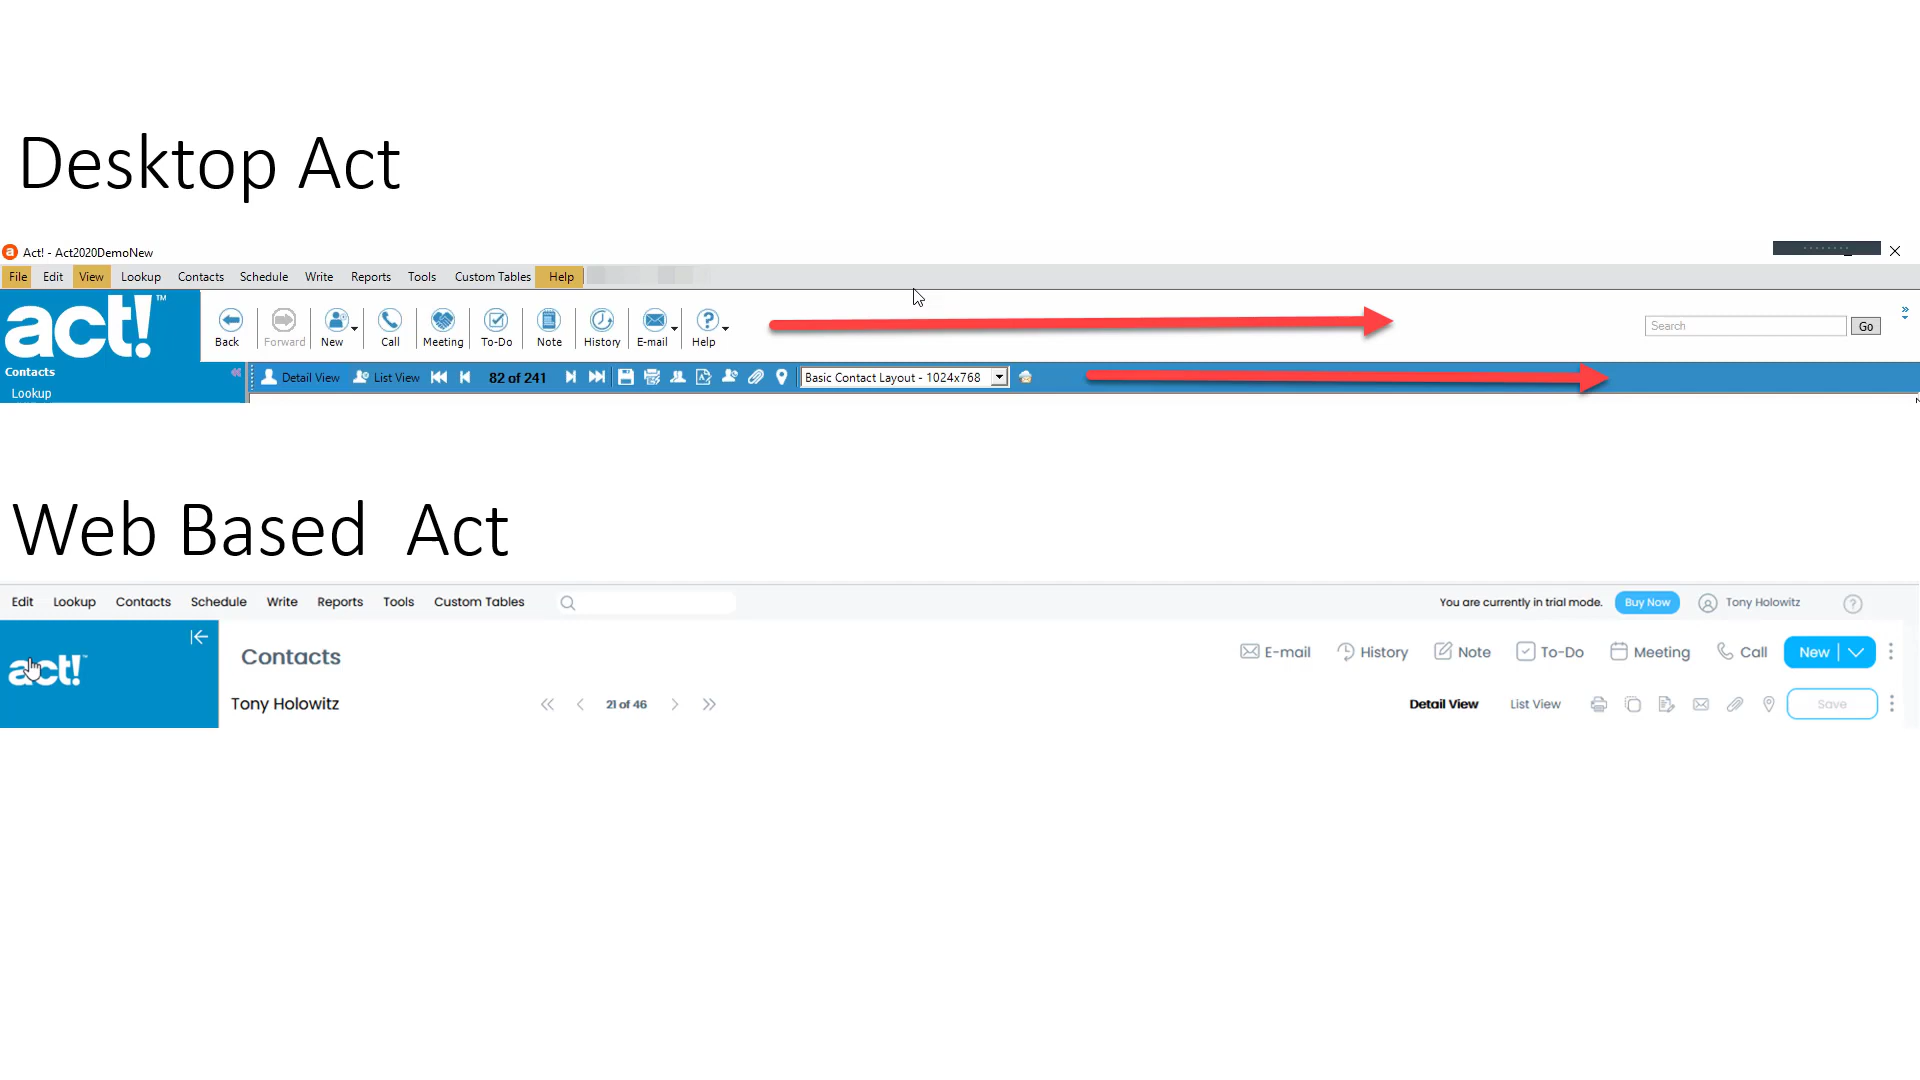 Desktop Act
Act! - Act2020DemoNew
File Edit View Lookup Contacts Schedule Write Reports Tools Custom Tables Help
act!™
Back Forward New Call Meeting To-Do Note History E-mail Help
Search Go
Contacts
Detail View List View 82 of 241 Basic Contact Layout - 1024x768
Lookup
Web Based Act
Edit Lookup Contacts Schedule Write Reports Tools Custom Tables You are currently in trial mode. Buy Now Tony Holowitz
act!™
Contacts E-mail History Note To-Do Meeting Call New
Tony Holowitz 21 of 46 Detail View List View Save